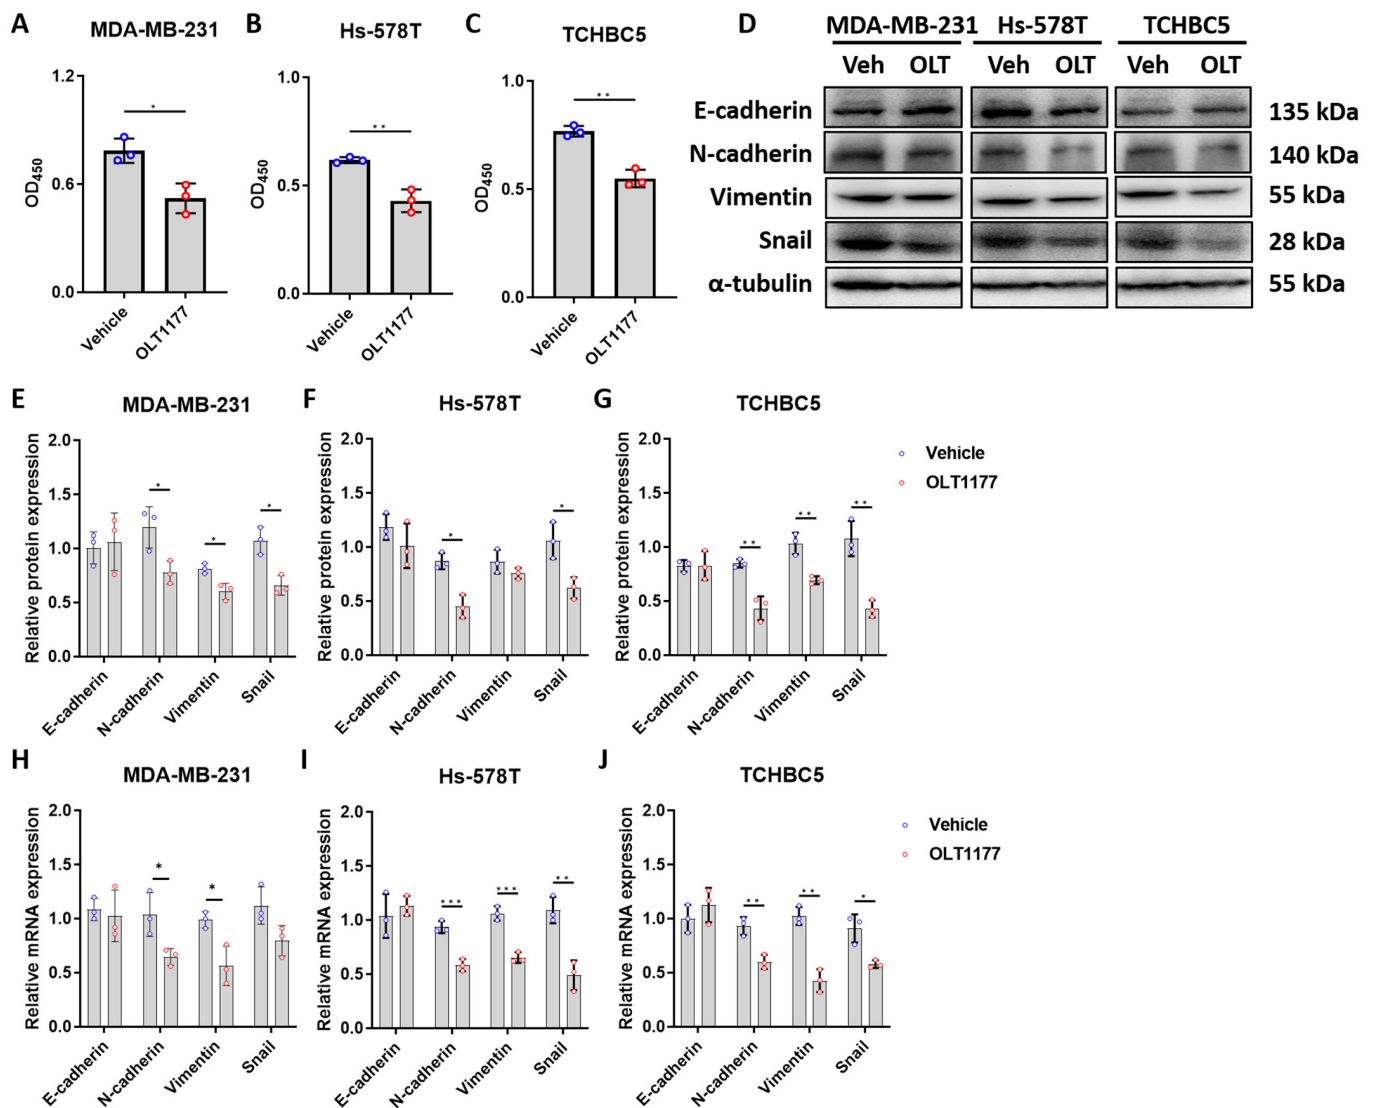 A
MDA-MB-231
OD450
1.2
0.6
0.0
*
Vehicle
OLT1177
B
Hs-578T
OD450
1.0
0.5
0.0
**
Vehicle
OLT1177
C
TCHBC5
OD450
1.0
0.5
0.0
**
Vehicle
OLT1177
D
MDA-MB-231 Hs-578T TCHBC5
Veh OLT Veh OLT Veh OLT
E-cadherin 135 kDa
N-cadherin 140 kDa
Vimentin 55 kDa
Snail 28 kDa
α-tubulin 55 kDa
E
MDA-MB-231
Relative protein expression
2.0
1.5
1.0
0.5
0.0
* * *
E-cadherin
N-cadherin
Vimentin
Snail
F
Hs-578T
Relative protein expression
2.0
1.5
1.0
0.5
0.0
* *
E-cadherin
N-cadherin
Vimentin
Snail
G
TCHBC5
Relative protein expression
2.0
1.5
1.0
0.5
0.0
** ** **
E-cadherin
N-cadherin
Vimentin
Snail
Vehicle
OLT1177
H
MDA-MB-231
Relative mRNA expression
2.0
1.5
1.0
0.5
0.0
* *
E-cadherin
N-cadherin
Vimentin
Snail
I
Hs-578T
Relative mRNA expression
2.0
1.5
1.0
0.5
0.0
*** *** **
E-cadherin
N-cadherin
Vimentin
Snail
J
TCHBC5
Relative mRNA expression
2.0
1.5
1.0
0.5
0.0
** ** *
E-cadherin
N-cadherin
Vimentin
Snail
Vehicle
OLT1177